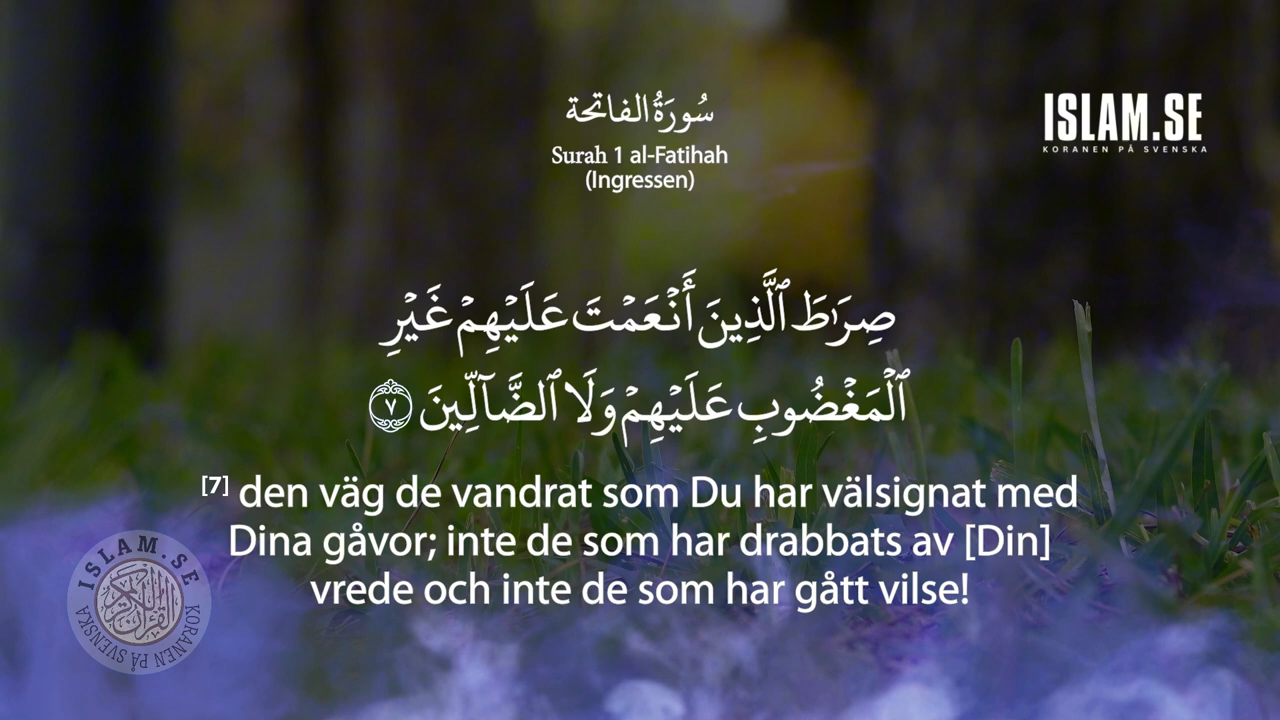 سُورَةُ الفاتحة
Surah 1 al-Fatihah
(Ingressen)
ISLAM.SE
KORANEN PÅ SVENSKA
صِرَٰطَ ٱلَّذِينَ أَنۡعَمۡتَ عَلَيۡهِمۡ غَيۡرِ
ٱلۡمَغۡضُوبِ عَلَيۡهِمۡ وَلَا ٱلضَّآلِّينَ ٧
[7] den väg de vandrat som Du har välsignat med
Dina gåvor; inte de som har drabbats av [Din]
vrede och inte de som har gått vilse!
ISLAM.SE
القرآن الكريم
KORANEN PÅ SVENSKA